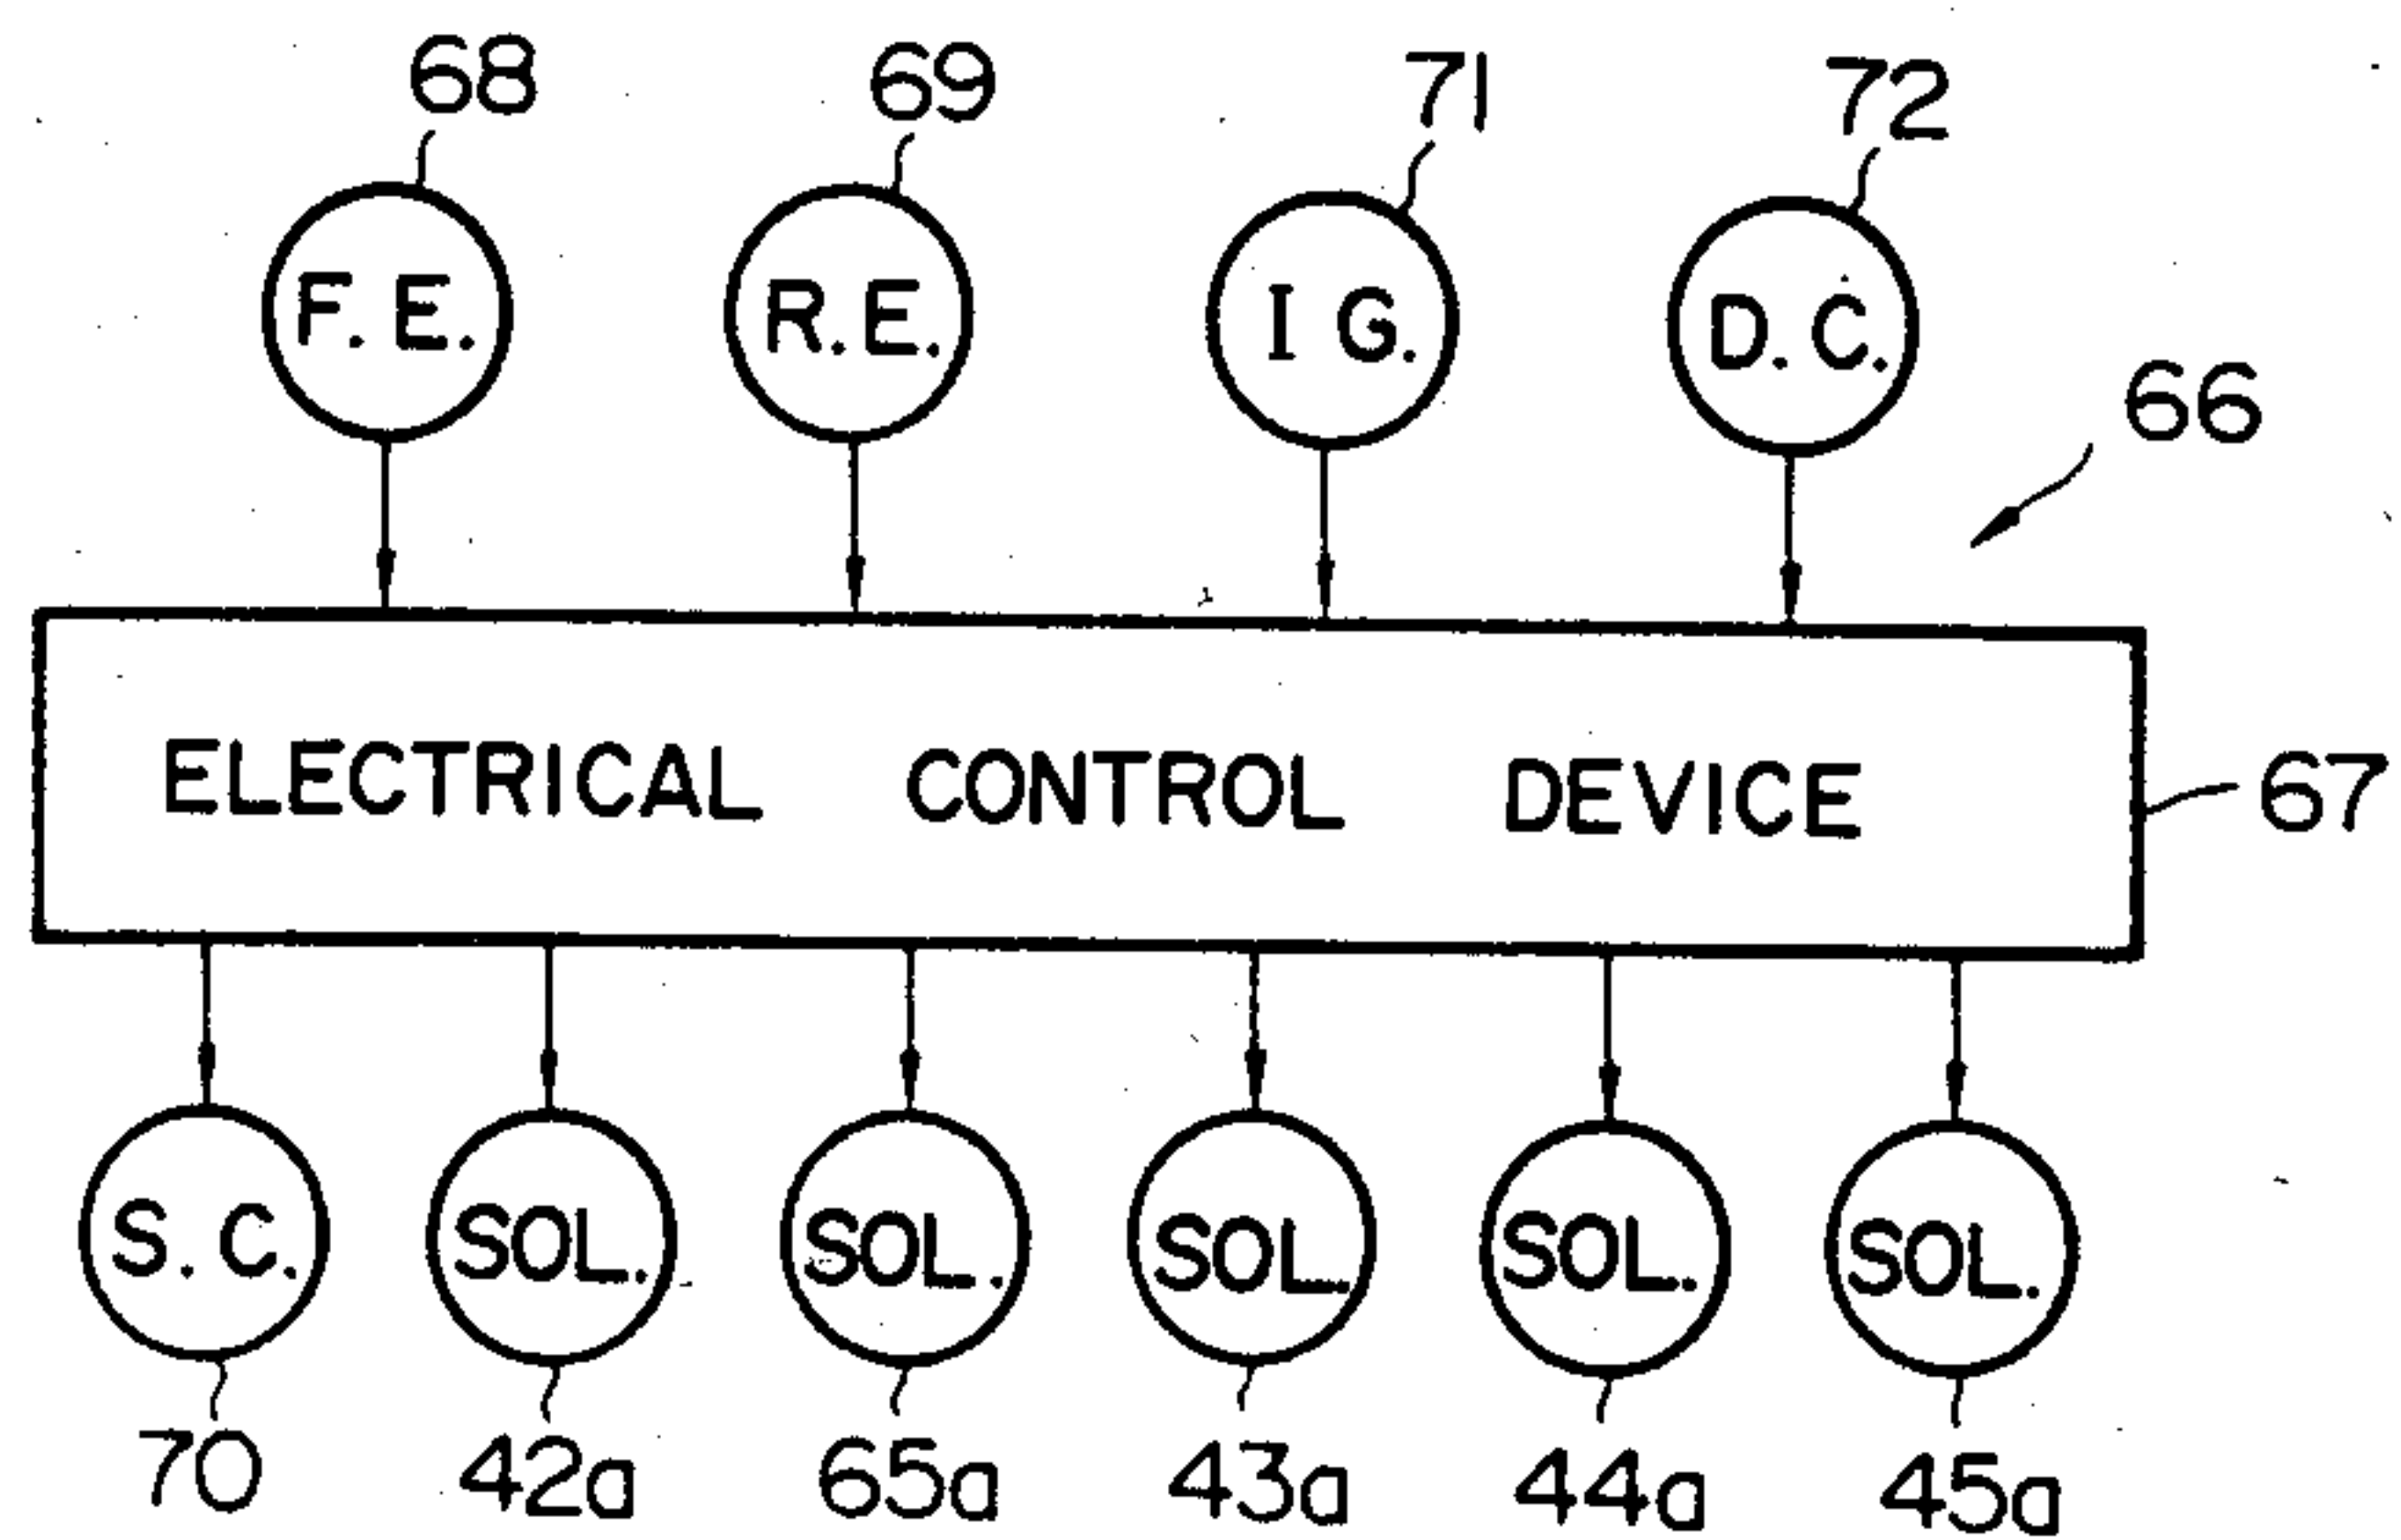 68 69 71 72
F.E. R.E. I G. D.C.
66
ELECTRICAL CONTROL DEVICE
67
S.C. SOL. SOL. SOL. SOL. SOL.
70 42a 65a 43a 44a 45a